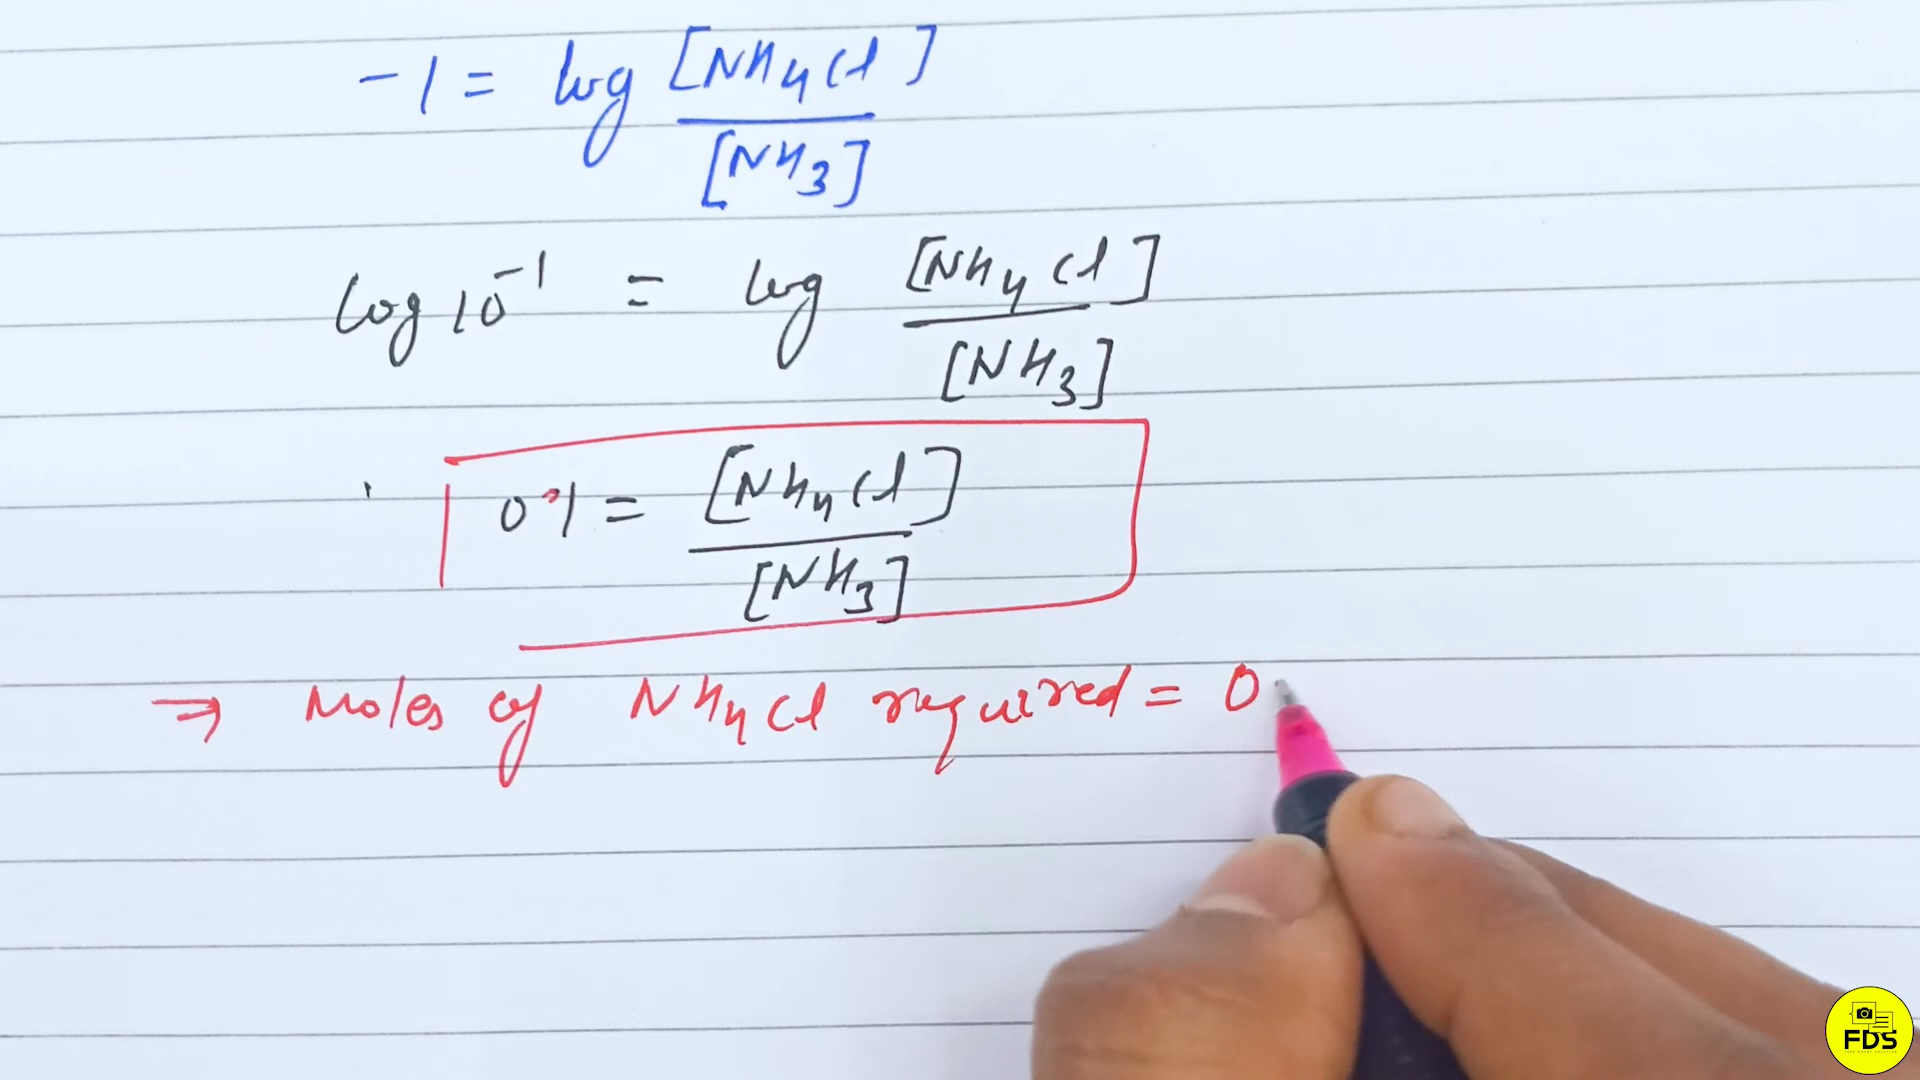 -1 = log [NH4Cl]
[NH3]
log 10^-1 = log [NH4Cl]
[NH3]
0.1 = [NH4Cl]
[NH3]
⇒ Moles of NH4Cl required = 0
FDS